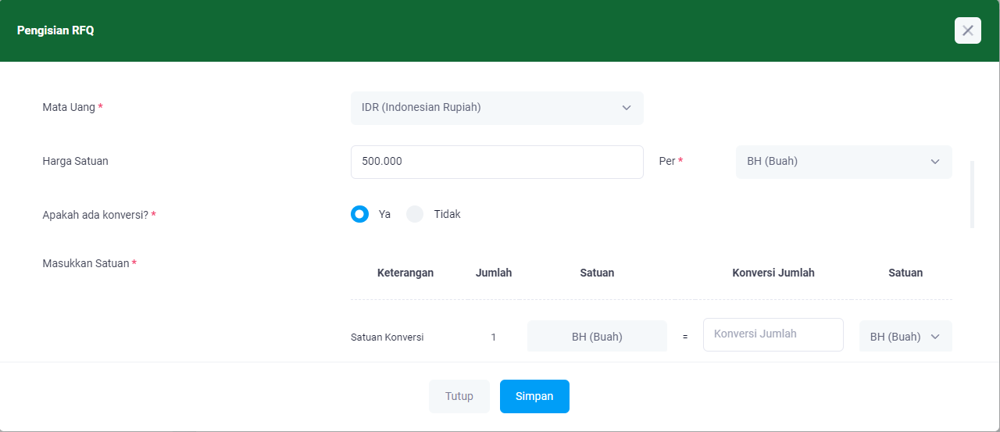 Pengisian RFQ
Mata Uang *
IDR (Indonesian Rupiah)
Harga Satuan
500.000
Per *
BH (Buah)
Apakah ada konversi? *
Ya
Tidak
Masukkan Satuan *
Keterangan Jumlah Satuan Konversi Jumlah Satuan
Satuan Konversi 1 BH (Buah) = Konversi Jumlah BH (Buah)
Tutup
Simpan